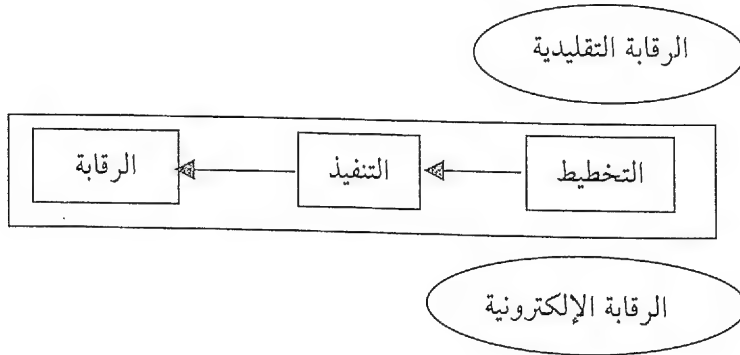 الرقابة التقليدية
التخطيط
التنفيذ
الرقابة
الرقابة الإلكترونية